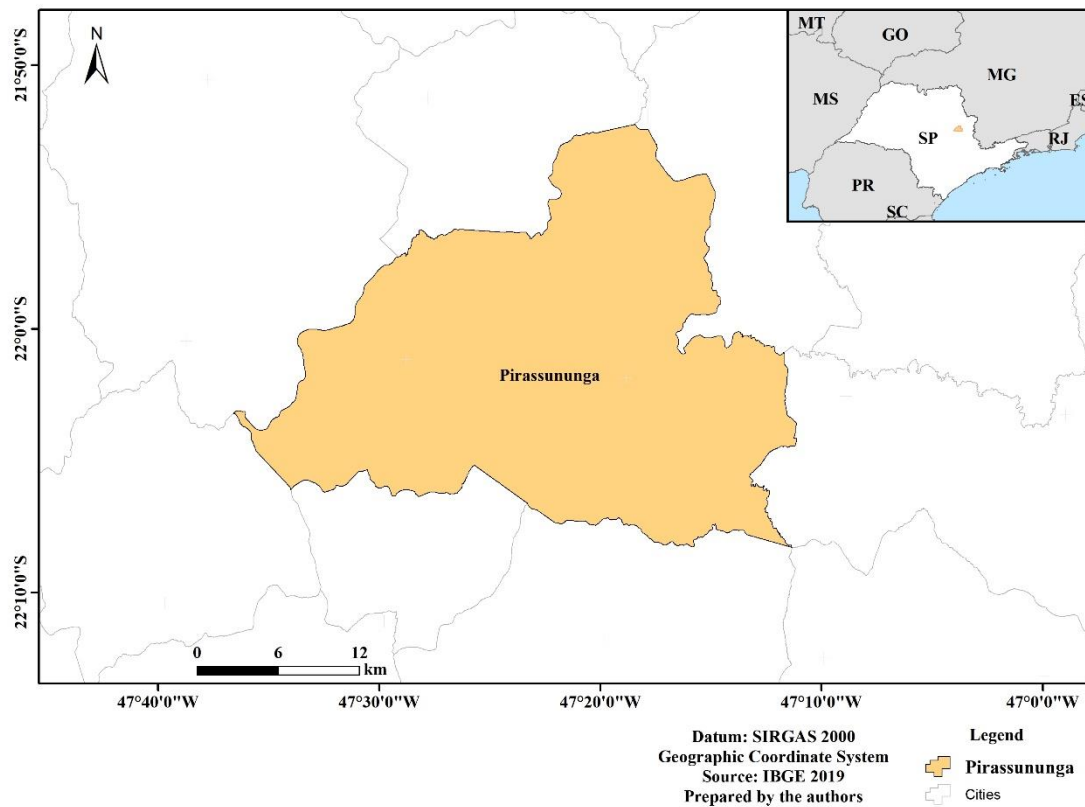 N
21°50'0"S
22°0'0"S
22°10'0"S
MT
GO
MG
MS
ES
SP
RJ
PR
SC
Pirassununga
0 6 12
km
47°40'0"W 47°30'0"W 47°20'0"W 47°10'0"W 47°0'0"W
Datum: SIRGAS 2000
Geographic Coordinate System
Source: IBGE 2019
Prepared by the authors
Legend
Pirassununga
Cities